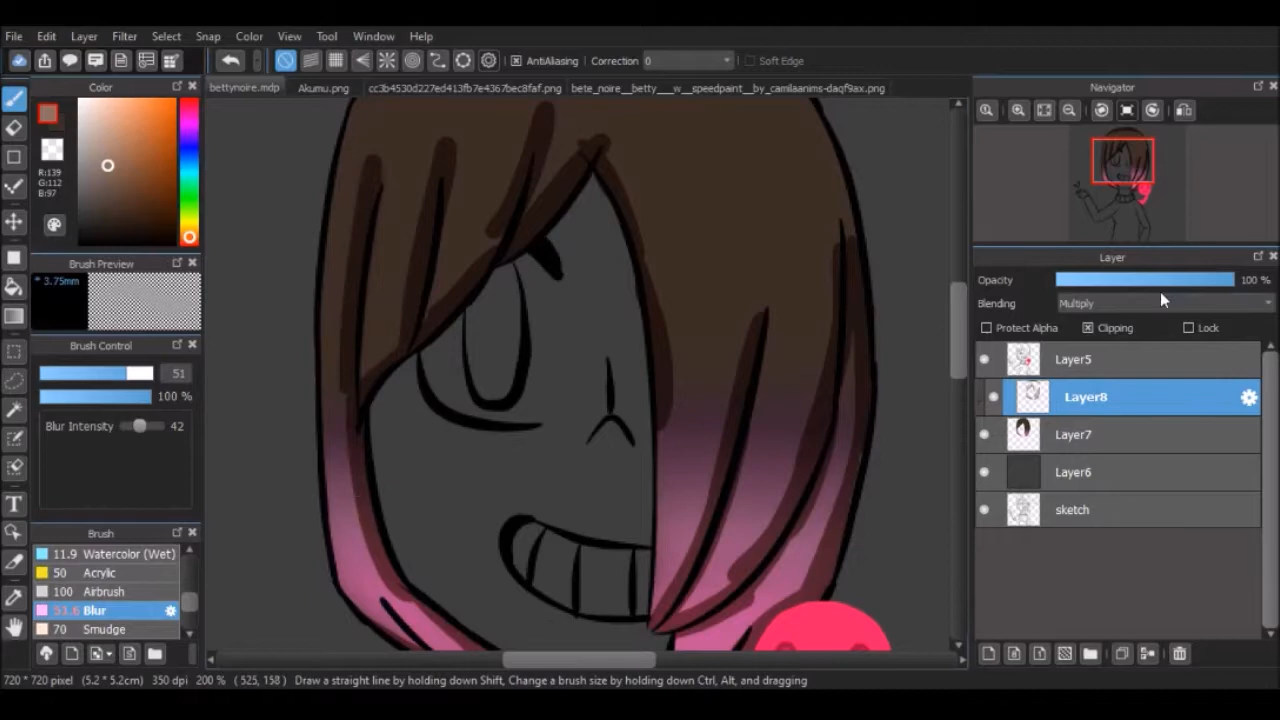 File Edit Layer Filter Select Snap Color View Tool Window Help
AntiAliasing Correction 0 Soft Edge
bettynoire.mdp Akumu.png cc3b4530d227ed413fb7e4367bec8faf.png bete_noire__betty___w__speedpaint__by_camilaanims-daqf9ax.png
Color
R:139
G:112
B:97
Brush Preview
* 3.75mm
Brush Control
51
100 %
Blur Intensity 42
Brush
11.9 Watercolor (Wet)
50 Acrylic
100 Airbrush
51.6 Blur
70 Smudge
Navigator
Layer
Opacity 100 %
Blending Multiply
Protect Alpha Clipping Lock
Layer5
Layer8
Layer7
Layer6
sketch
720 * 720 pixel (5.2 * 5.2cm) 350 dpi 200 % ( 525, 158 ) Draw a straight line by holding down Shift, Change a brush size by holding down Ctrl, Alt, and dragging